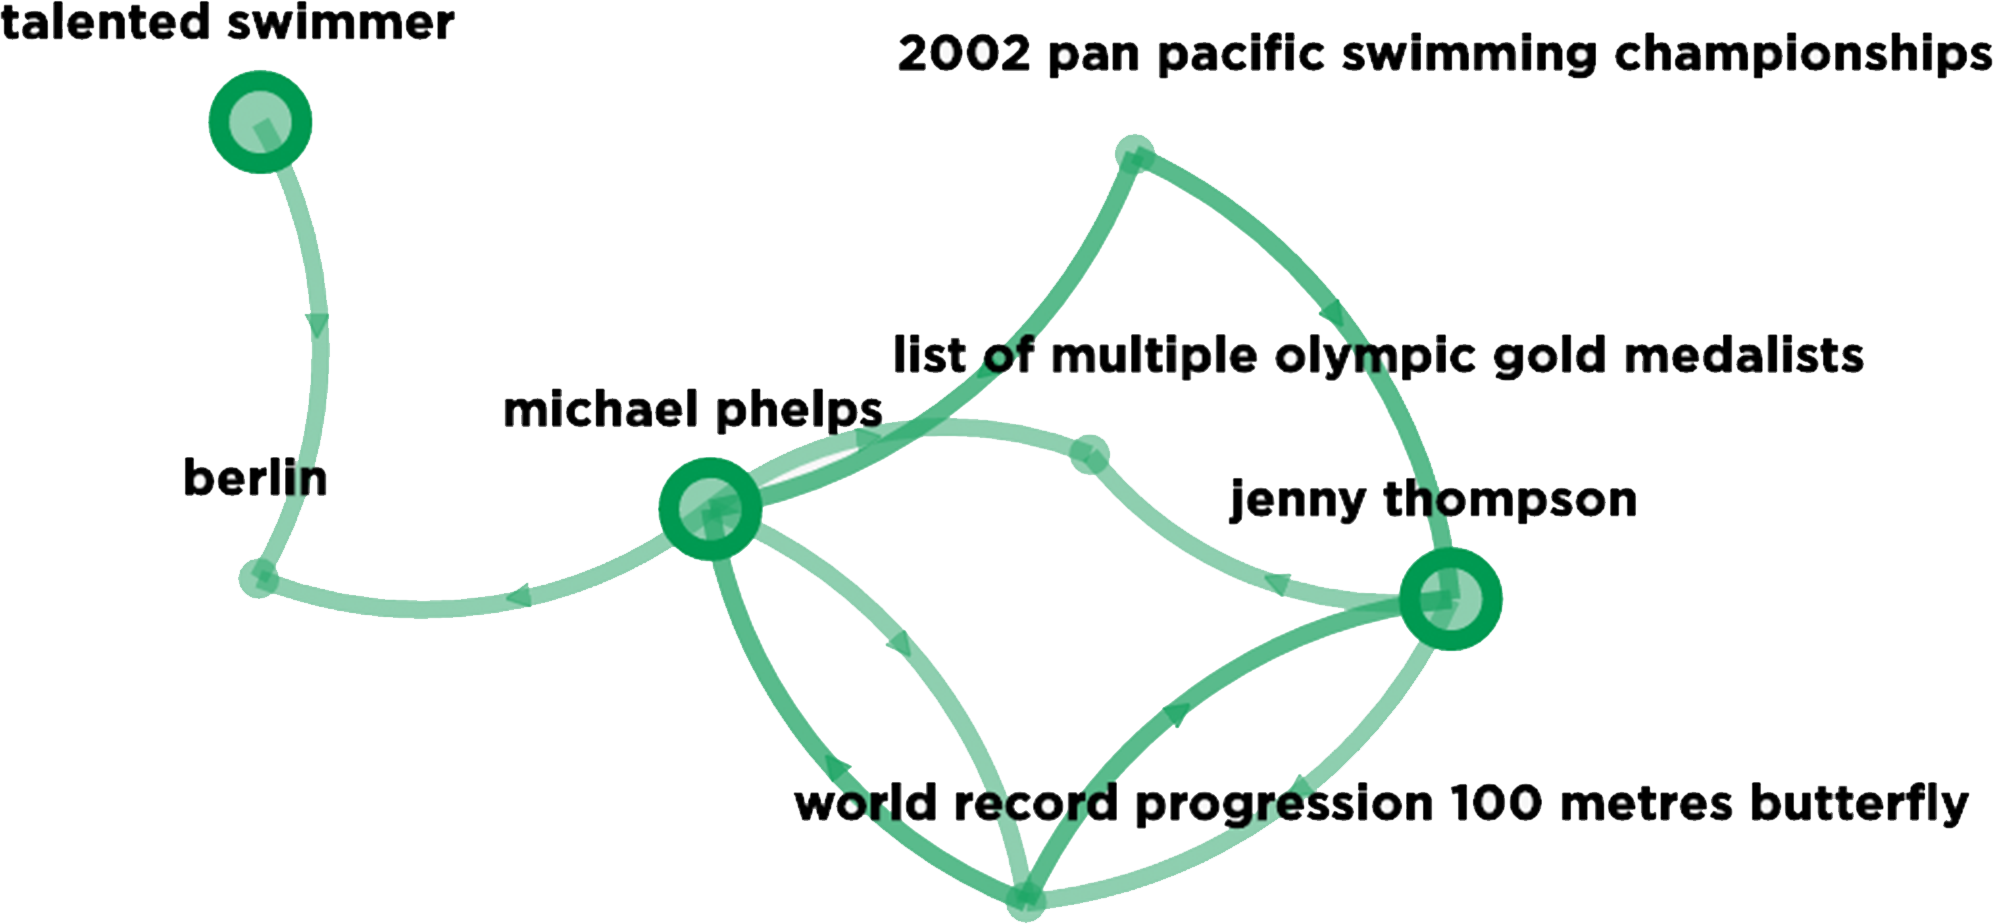 talented swimmer
2002 pan pacific swimming championships
list of multiple olympic gold medalists
michael phelps
berlin
jenny thompson
world record progression 100 metres butterfly